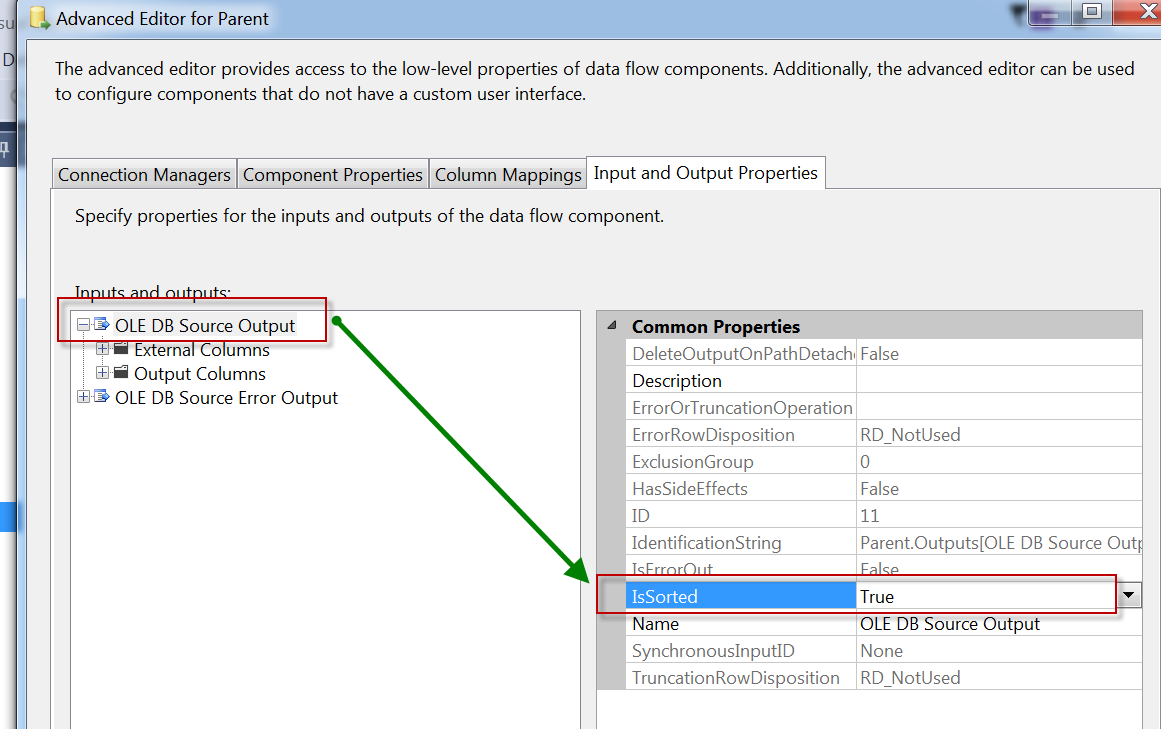 Advanced Editor for Parent
The advanced editor provides access to the low-level properties of data flow components. Additionally, the advanced editor can be used
to configure components that do not have a custom user interface.
Connection Managers
Component Properties
Column Mappings
Input and Output Properties
Specify properties for the inputs and outputs of the data flow component.
Inputs and outputs:
OLE DB Source Output
External Columns
Output Columns
OLE DB Source Error Output
Common Properties
DeleteOutputOnPathDetache False
Description
ErrorOrTruncationOperation
ErrorRowDisposition RD_NotUsed
ExclusionGroup 0
HasSideEffects False
ID 11
IdentificationString Parent.Outputs[OLE DB Source Outp
IsErrorOut False
IsSorted True
Name OLE DB Source Output
SynchronousInputID None
TruncationRowDisposition RD_NotUsed